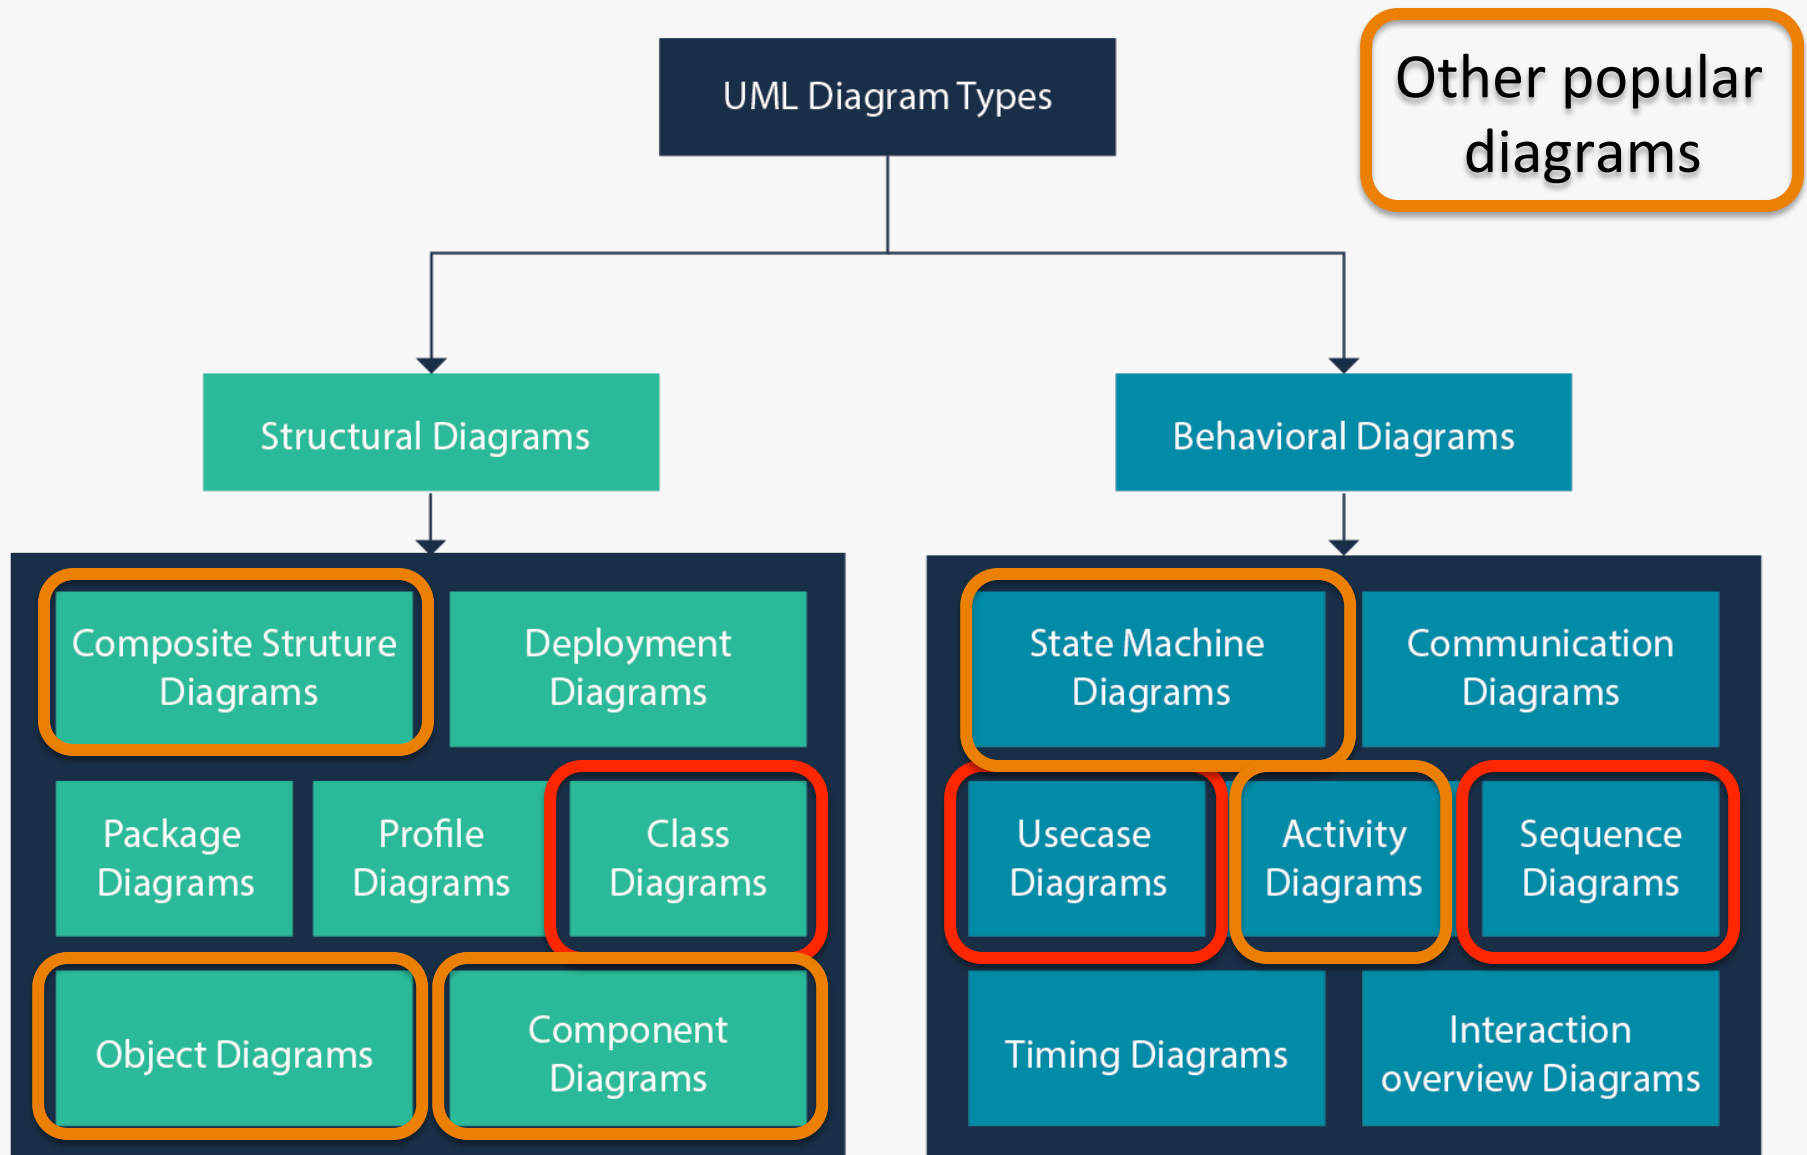 Other popular
diagrams
UML Diagram Types
Structural Diagrams
Behavioral Diagrams
Composite Struture
Diagrams
Deployment
Diagrams
Package
Diagrams
Profile
Diagrams
Class
Diagrams
Object Diagrams
Component
Diagrams
State Machine
Diagrams
Communication
Diagrams
Usecase
Diagrams
Activity
Diagrams
Sequence
Diagrams
Timing Diagrams
Interaction
overview Diagrams